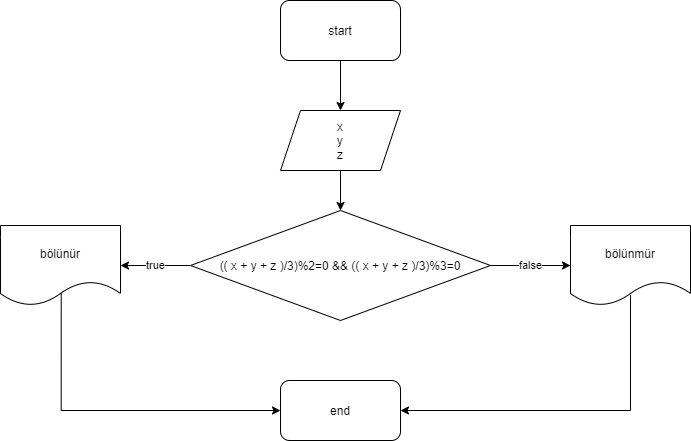 start
x
y
z
bölünür
true
(( x + y + z )/3)%2=0 && (( x + y + z )/3)%3=0
false
bölünmür
end